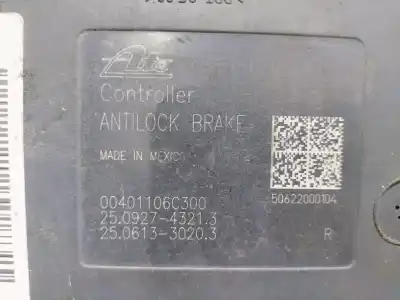 Ate
Controller
ANTILOCK BRAKE
MADE IN MEXICO
00401106C300
50622000104
25.0927-4321.3
25.0613-3020.3
R